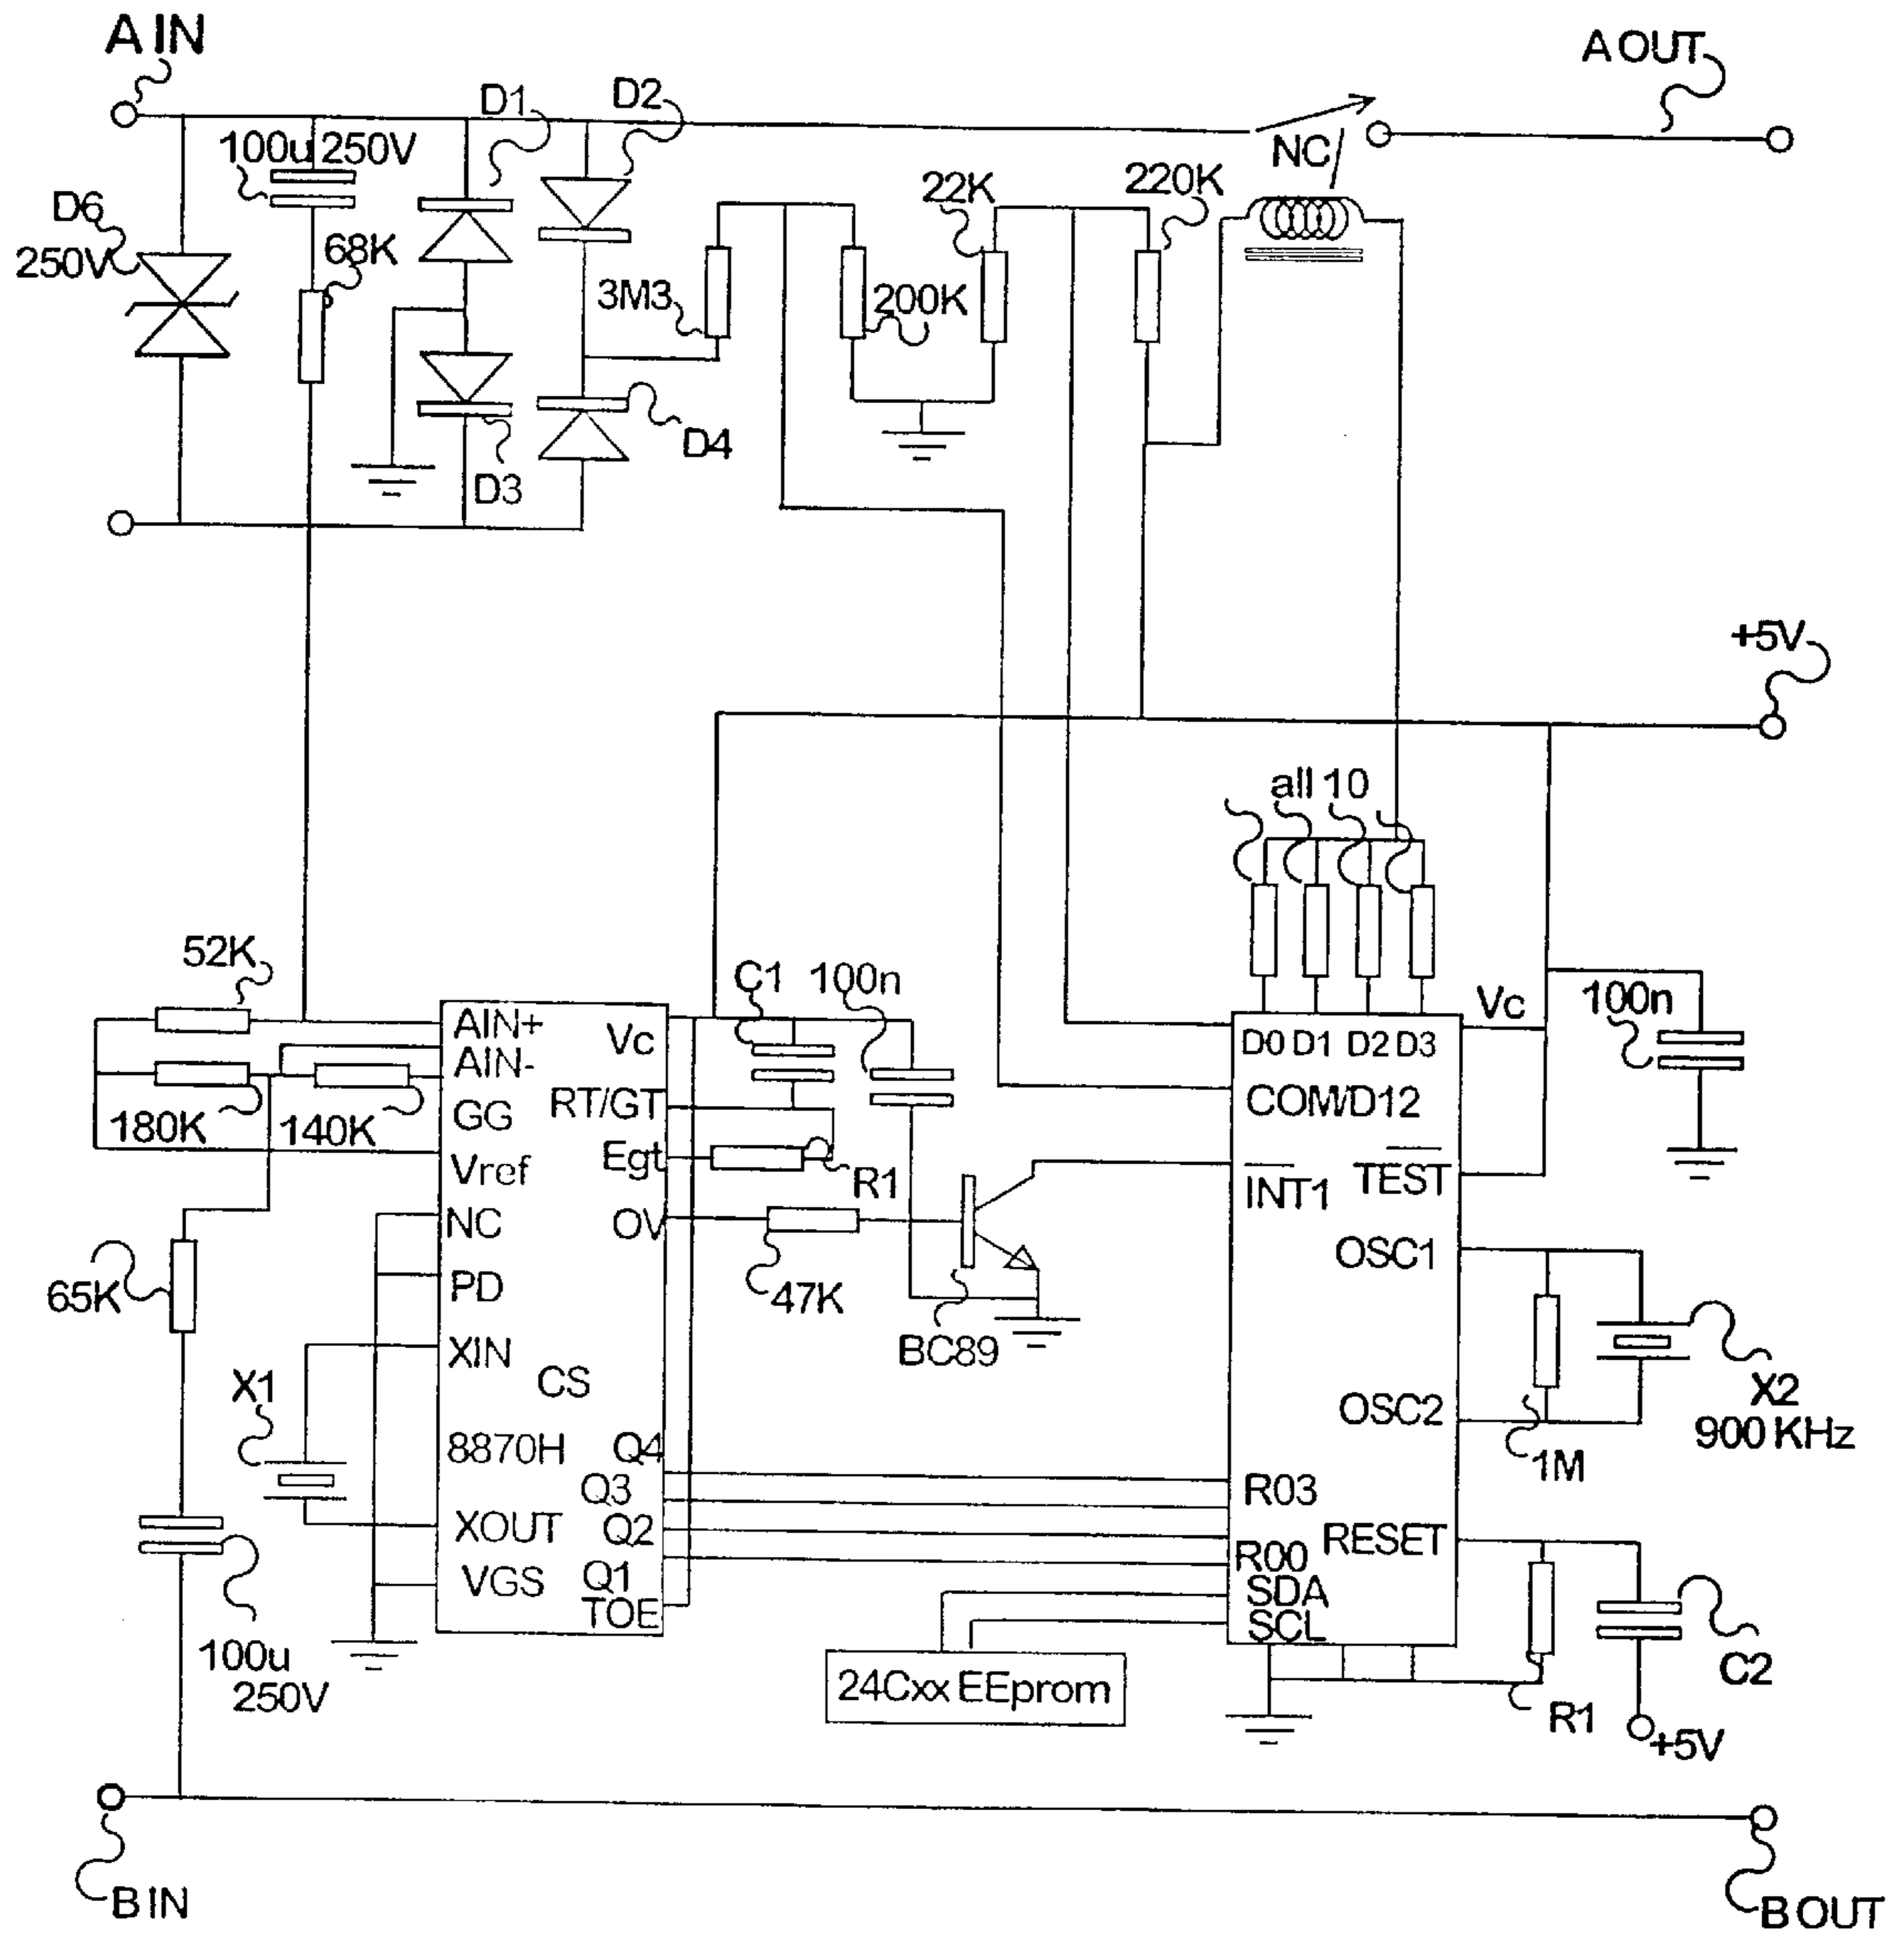 A IN
A OUT
D1
D2
100u 250V
NC
D6
250V
68K
22K
220K
3M3
200K
D4
D3
+5V
all 10
52K
C1
100n
Vc
100n
AIN+
Vc
D0 D1 D2 D3
AIN-
RT/GT
COM/D12
180K
140K
GG
Egt
Vref
R1
INT1
TEST
NC
OV
OSC1
65K
PD
47K
XIN
BC89
X1
CS
OSC2
X2
900 KHz
8870H
Q4
1M
Q3
R03
XOUT
Q2
RESET
R00
VGS
Q1
SDA
TOE
SCL
100u
250V
24Cxx EEprom
C2
R1
+5V
B IN
B OUT